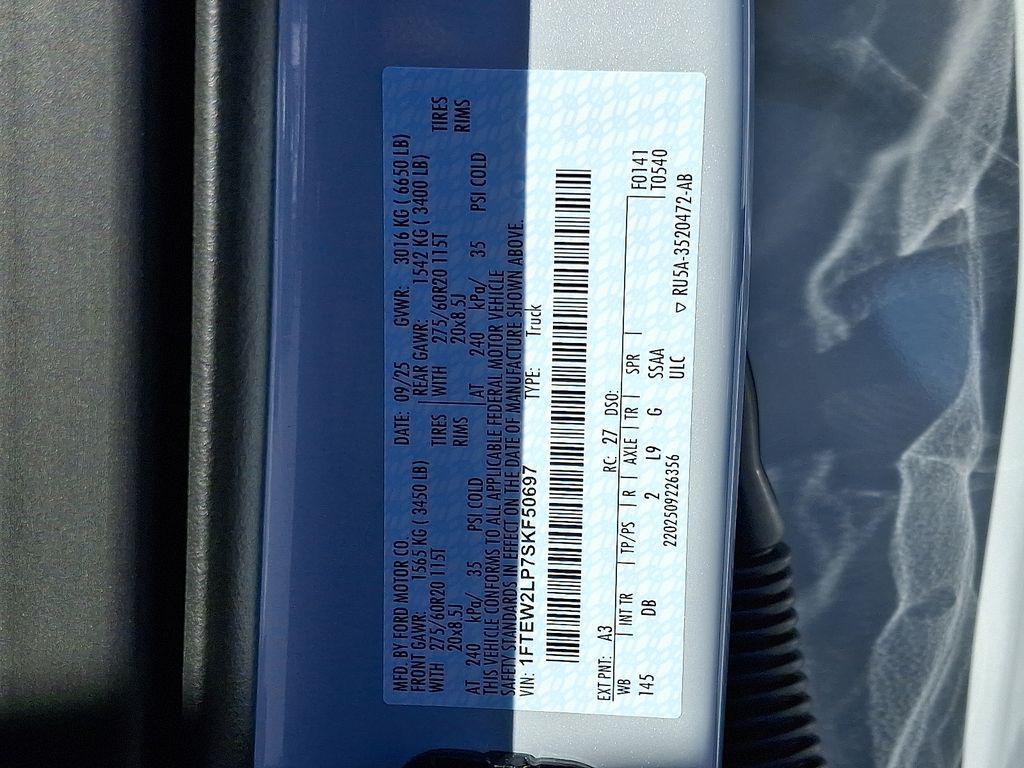 MFD. BY FORD MOTOR CO. DATE: 09/25 GVWR: 3016 KG ( 6650 LB)
FRONT GAWR: 1565 KG ( 3450 LB) REAR GAWR: 1542 KG ( 3400 LB)
WITH 275/60R20 115T TIRES WITH 275/60R20 115T TIRES
20x8.5J RIMS 20x8.5J RIMS
AT 240 kPa/ 35 PSI COLD AT 240 kPa/ 35 PSI COLD
THIS VEHICLE CONFORMS TO ALL APPLICABLE FEDERAL MOTOR VEHICLE
SAFETY STANDARDS IN EFFECT ON THE DATE OF MANUFACTURE SHOWN ABOVE.
VIN: 1FTEW2LP7SKF50697 TYPE: Truck
EXT PNT: A3 RC: 27 DSO:
WB INT TR TP/PS R AXLE TR SPR F0141
145 DB 2 L9 G SSAA T0540
2202509226356 ULC ▽ RU5A-3520472-AB